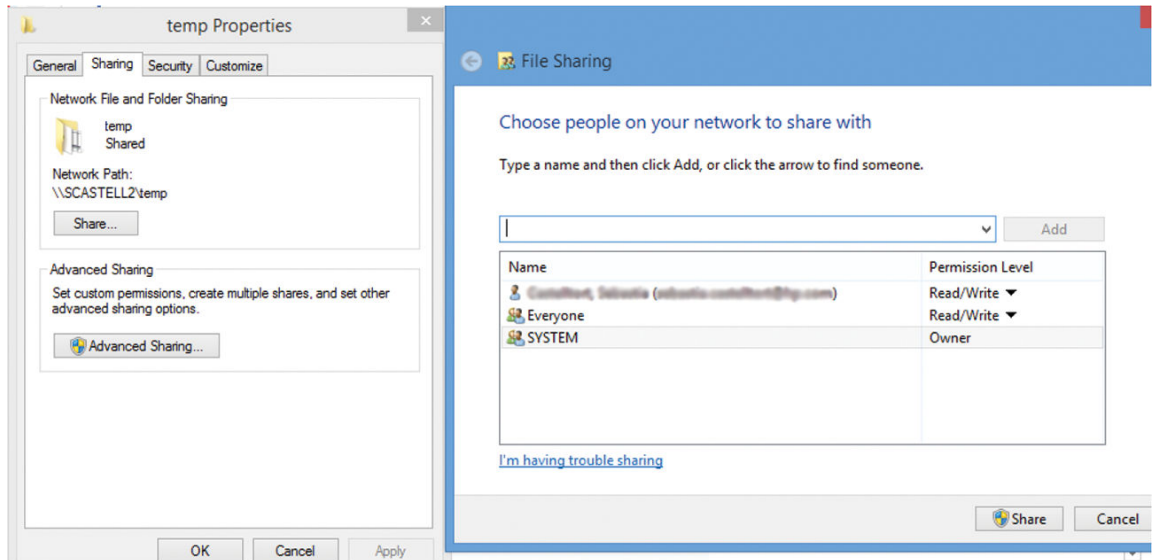 temp Properties
General Sharing Security Customize
Network File and Folder Sharing
temp
Shared
Network Path:
\\SCASTELL2\temp
Share...
Advanced Sharing
Set custom permissions, create multiple shares, and set other
advanced sharing options.
Advanced Sharing...
OK Cancel Apply
File Sharing
Choose people on your network to share with
Type a name and then click Add, or click the arrow to find someone.
Add
Name Permission Level
Read/Write
Everyone Read/Write
SYSTEM Owner
I'm having trouble sharing
Share Cancel